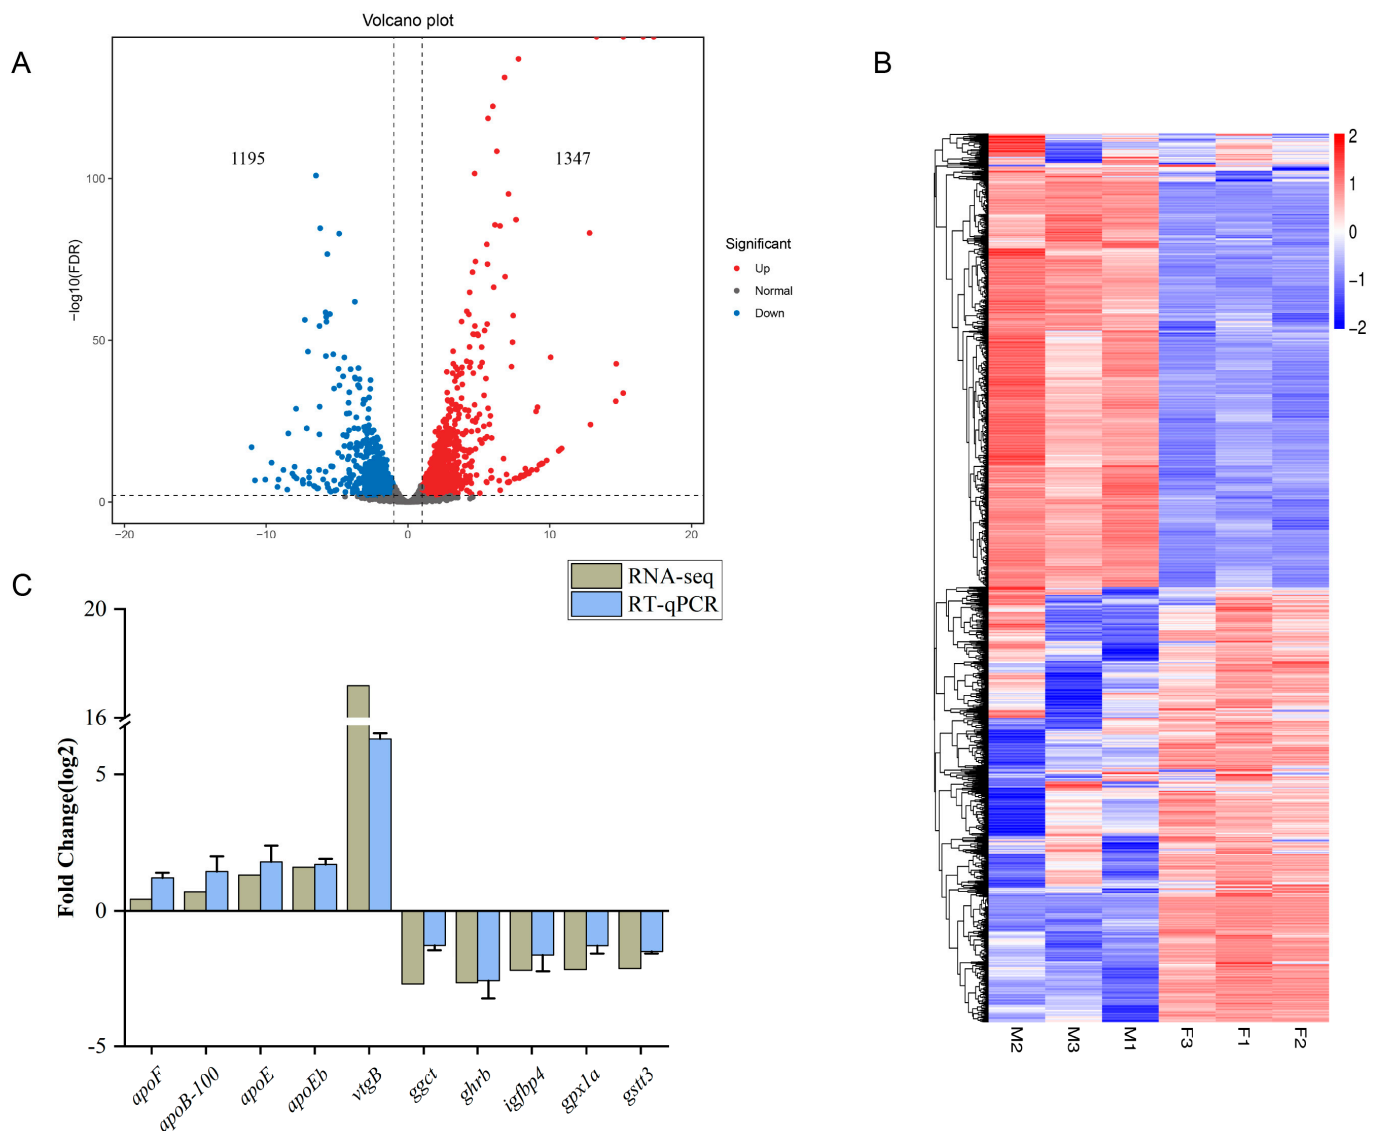 Volcano plot
A
B
1195
1347
100
50
0
-log10(FDR)
−20
−10
0
10
20
Significant
Up
Normal
Down
2
1
0
−1
−2
M2
M3
M1
F3
F1
F2
C
RNA-seq
RT-qPCR
20
16
5
0
-5
Fold Change(log2)
apoF
apoB-100
apoE
apoEb
vtgB
ggct
ghrb
igfbp4
gpx1a
gstt3